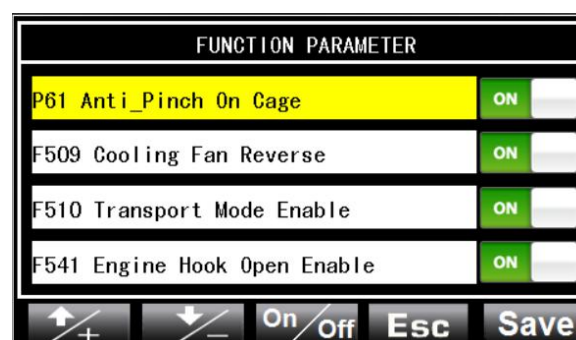 FUNCTION PARAMETER
P61 Anti_Pinch On Cage ON
F509 Cooling Fan Reverse ON
F510 Transport Mode Enable ON
F541 Engine Hook Open Enable ON
/+ /− On/Off Esc Save